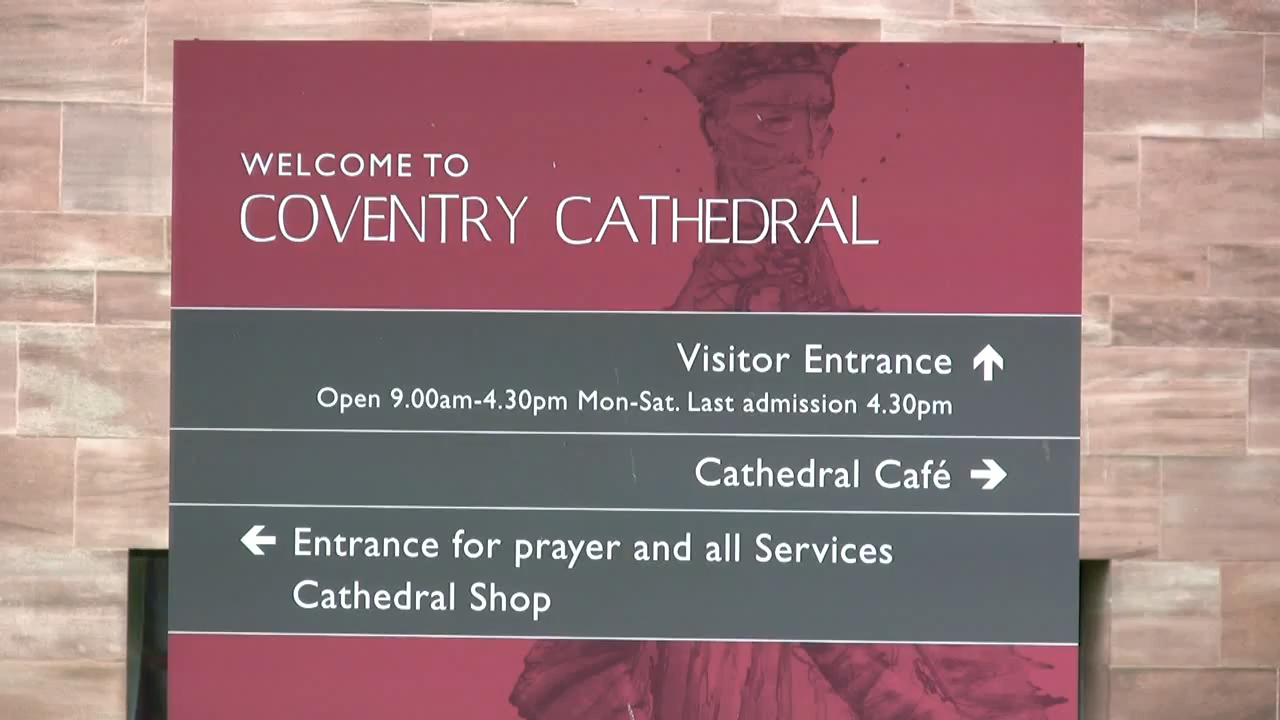 WELCOME TO
COVENTRY CATHEDRAL
Visitor Entrance ↑
Open 9.00am-4.30pm Mon-Sat. Last admission 4.30pm
Cathedral Café →
← Entrance for prayer and all Services
Cathedral Shop